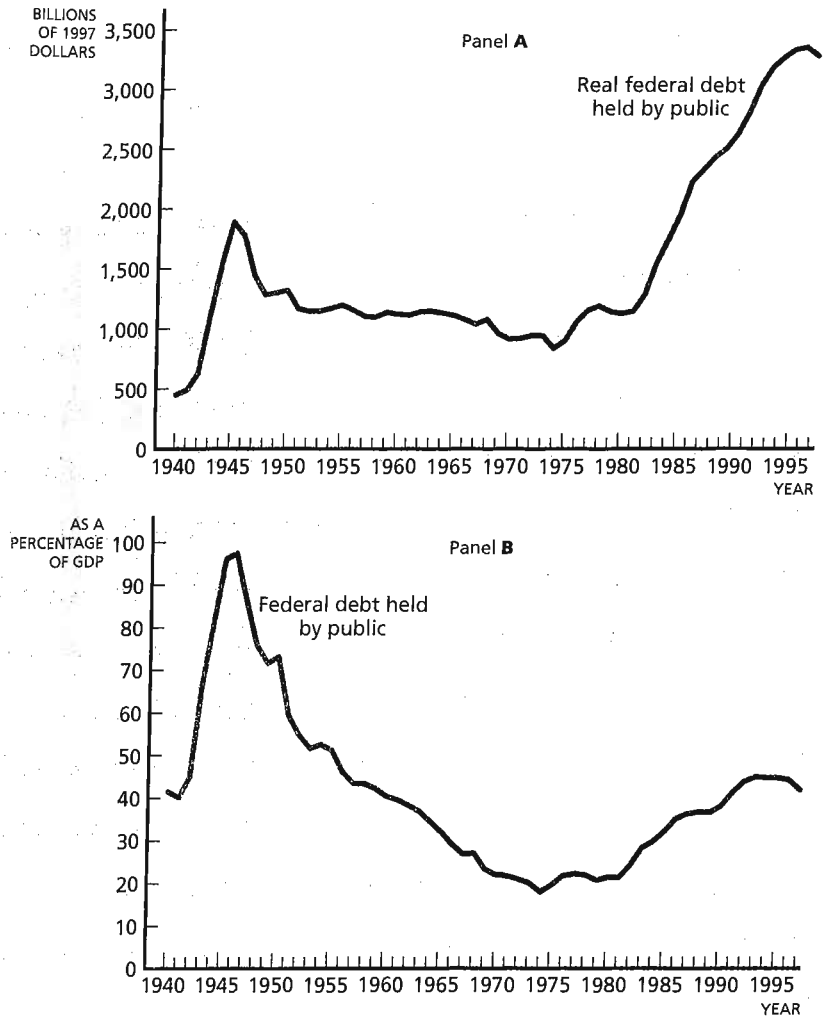 BILLIONS
OF 1997
DOLLARS
Panel A
3,500
3,000
2,500
2,000
1,500
1,000
500
0
Real federal debt
held by public
1940 1945 1950 1955 1960 1965 1970 1975 1980 1985 1990 1995
YEAR
AS A
PERCENTAGE
OF GDP
Panel B
100
90
80
70
60
50
40
30
20
10
0
Federal debt held
by public
1940 1945 1950 1955 1960 1965 1970 1975 1980 1985 1990 1995
YEAR